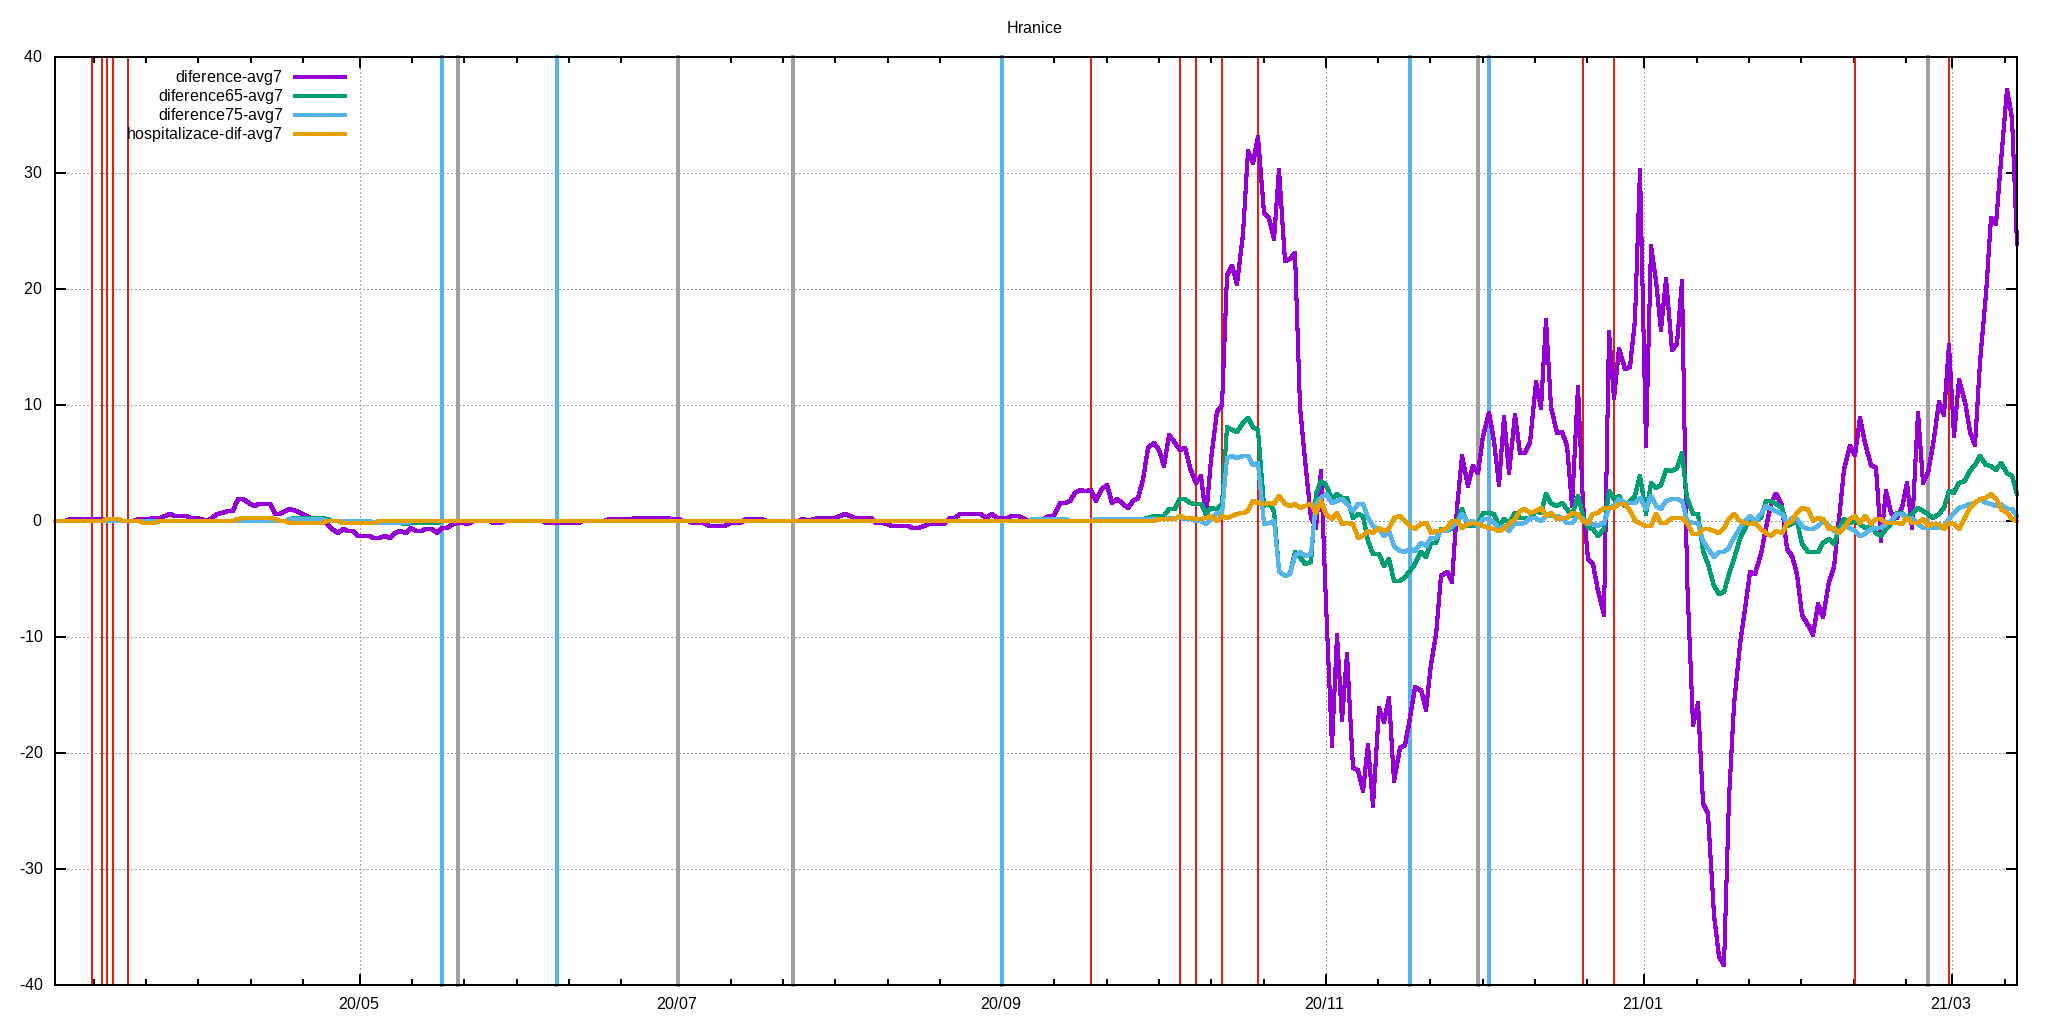 Hranice
diference-avg7
diference65-avg7
diference75-avg7
hospitalizace-dif-avg7
40
30
20
10
0
-10
-20
-30
-40
20/05 20/07 20/09 20/11 21/01 21/03